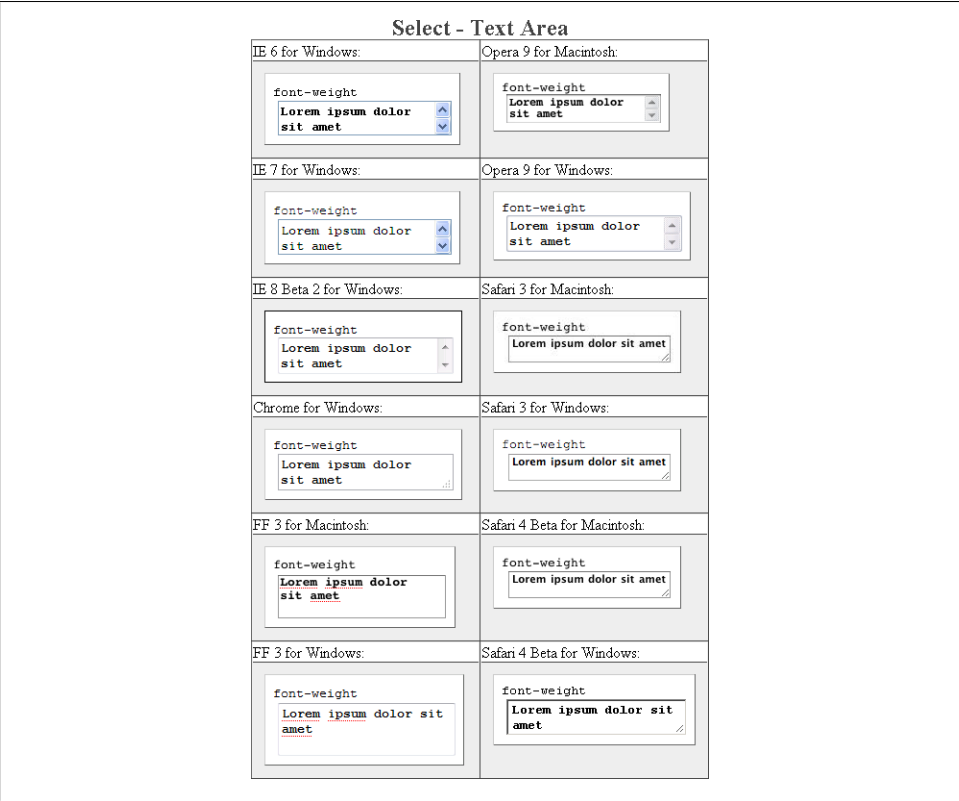 Select - Text Area
IE 6 for Windows:
font-weight
Lorem ipsum dolor
sit amet
Opera 9 for Macintosh:
font-weight
Lorem ipsum dolor
sit amet
IE 7 for Windows:
font-weight
Lorem ipsum dolor
sit amet
Opera 9 for Windows:
font-weight
Lorem ipsum dolor
sit amet
IE 8 Beta 2 for Windows:
font-weight
Lorem ipsum dolor
sit amet
Safari 3 for Macintosh:
font-weight
Lorem ipsum dolor sit amet
Chrome for Windows:
font-weight
Lorem ipsum dolor
sit amet
Safari 3 for Windows:
font-weight
Lorem ipsum dolor sit amet
FF 3 for Macintosh:
font-weight
Lorem ipsum dolor
sit amet
Safari 4 Beta for Macintosh:
font-weight
Lorem ipsum dolor sit amet
FF 3 for Windows:
font-weight
Lorem ipsum dolor sit
amet
Safari 4 Beta for Windows:
font-weight
Lorem ipsum dolor sit
amet